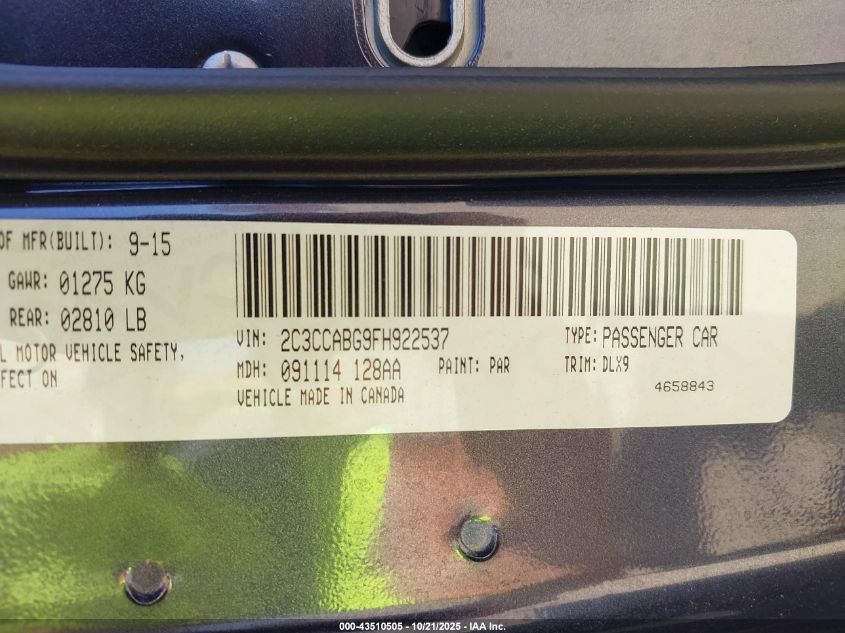 OF MFR(BUILT): 9-15
GAWR: 01275 KG
REAR: 02810 LB
MOTOR VEHICLE SAFETY,
ON
VIN: 2C3CCABG9FH922537
TYPE: PASSENGER CAR
MDH: 091114 128AA
PAINT: PAR
TRIM: DLX9
VEHICLE MADE IN CANADA
4658843
000-43510505 - 10/21/2025 - IAA Inc.